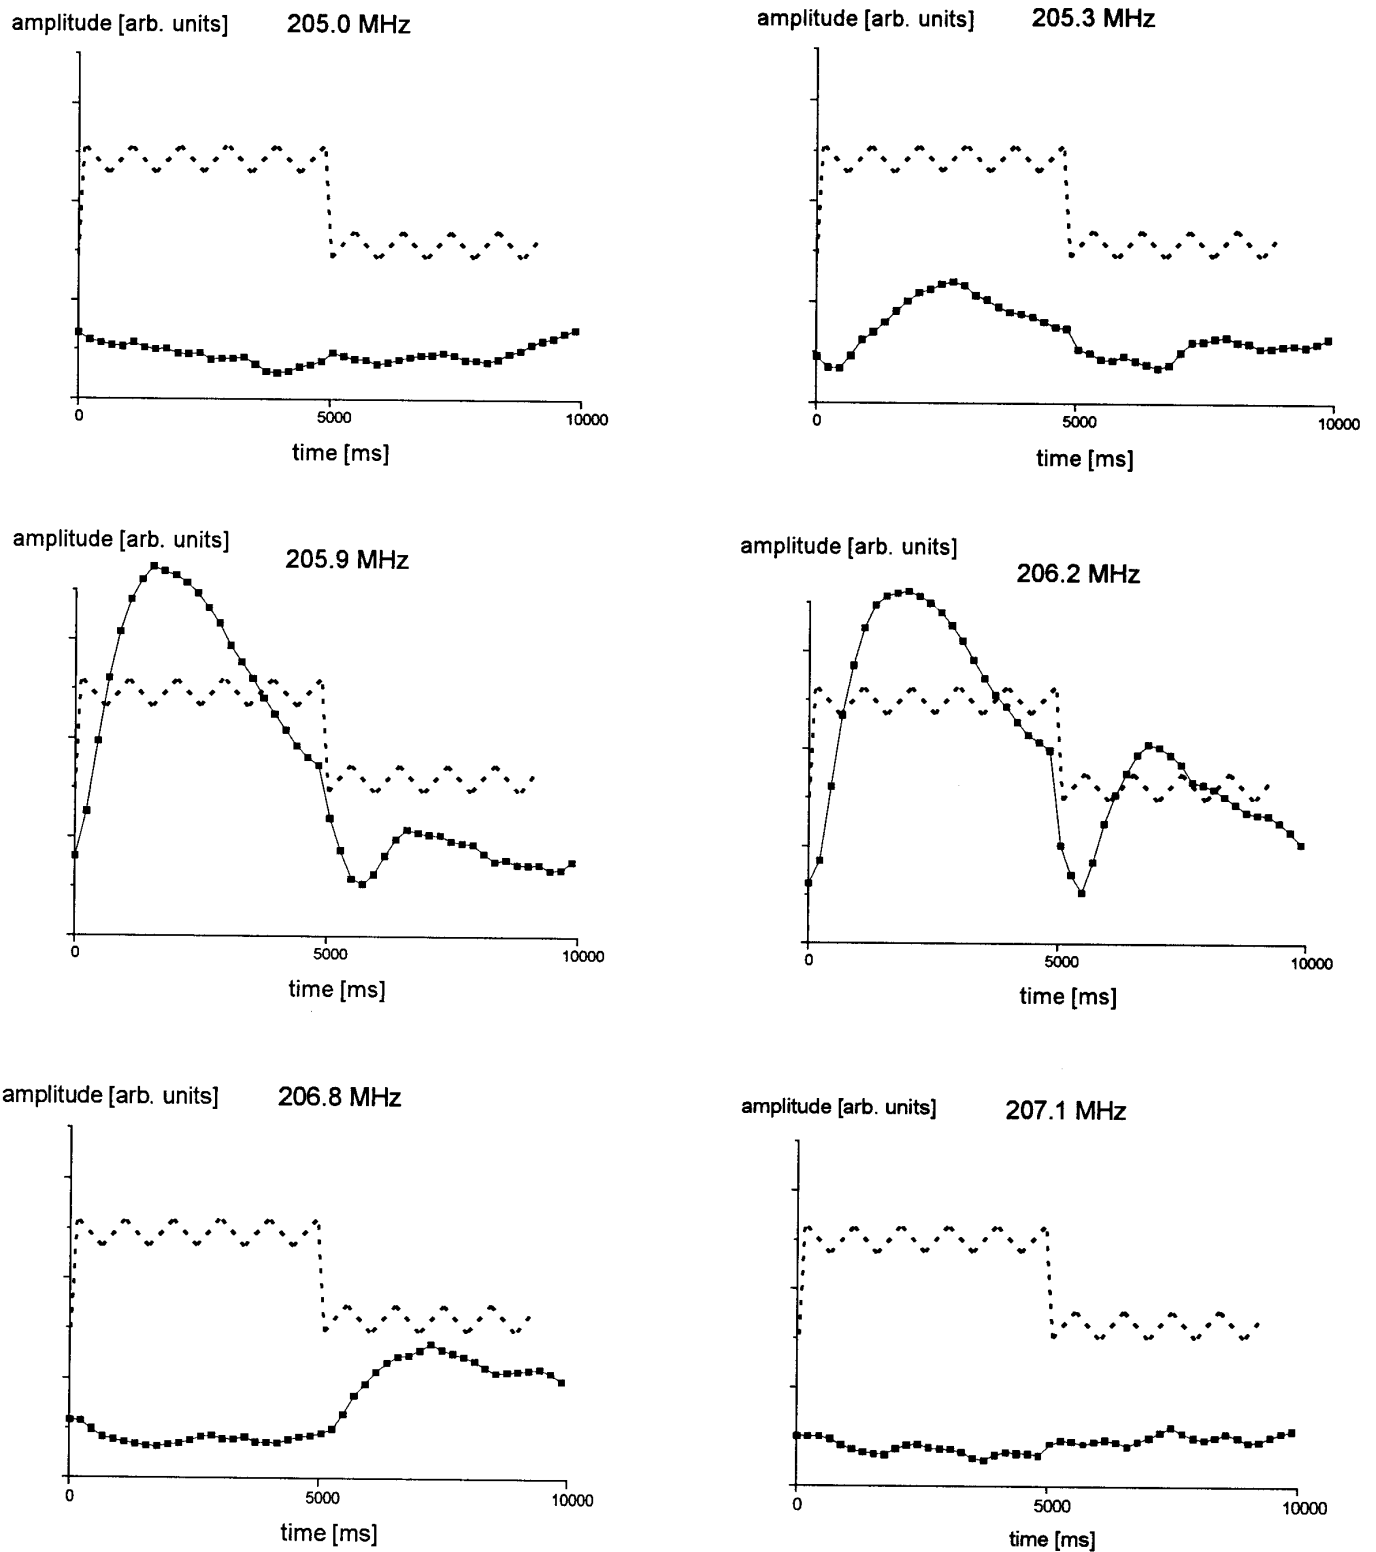 amplitude [arb. units] 205.0 MHz
0 5000 10000
time [ms]
amplitude [arb. units] 205.3 MHz
0 5000 10000
time [ms]
amplitude [arb. units] 205.9 MHz
0 5000 10000
time [ms]
amplitude [arb. units] 206.2 MHz
0 5000 10000
time [ms]
amplitude [arb. units] 206.8 MHz
0 5000 10000
time [ms]
amplitude [arb. units] 207.1 MHz
0 5000 10000
time [ms]